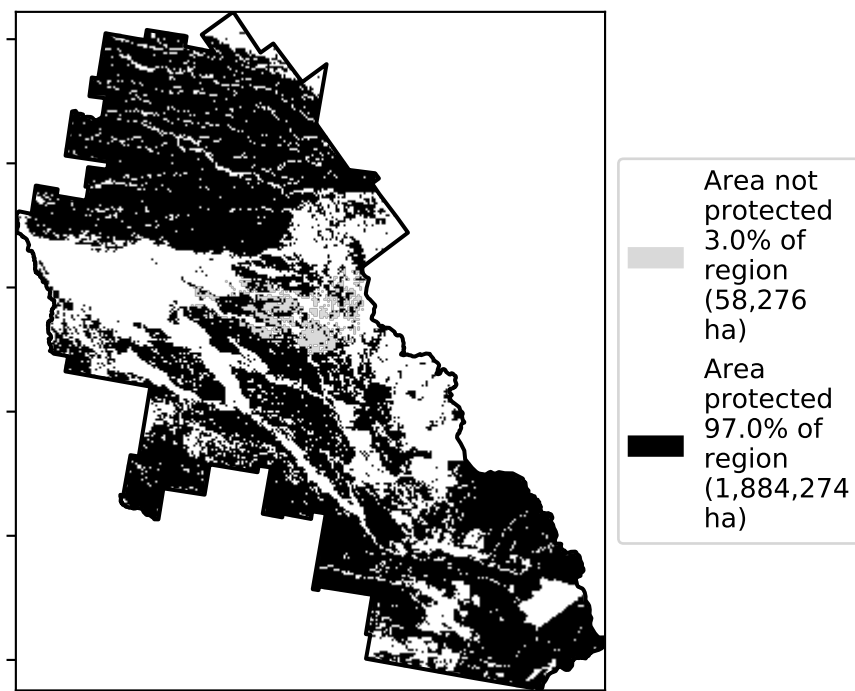 Area not
protected
3.0% of
region
(58,276
ha)
Area
protected
97.0% of
region
(1,884,274
ha)